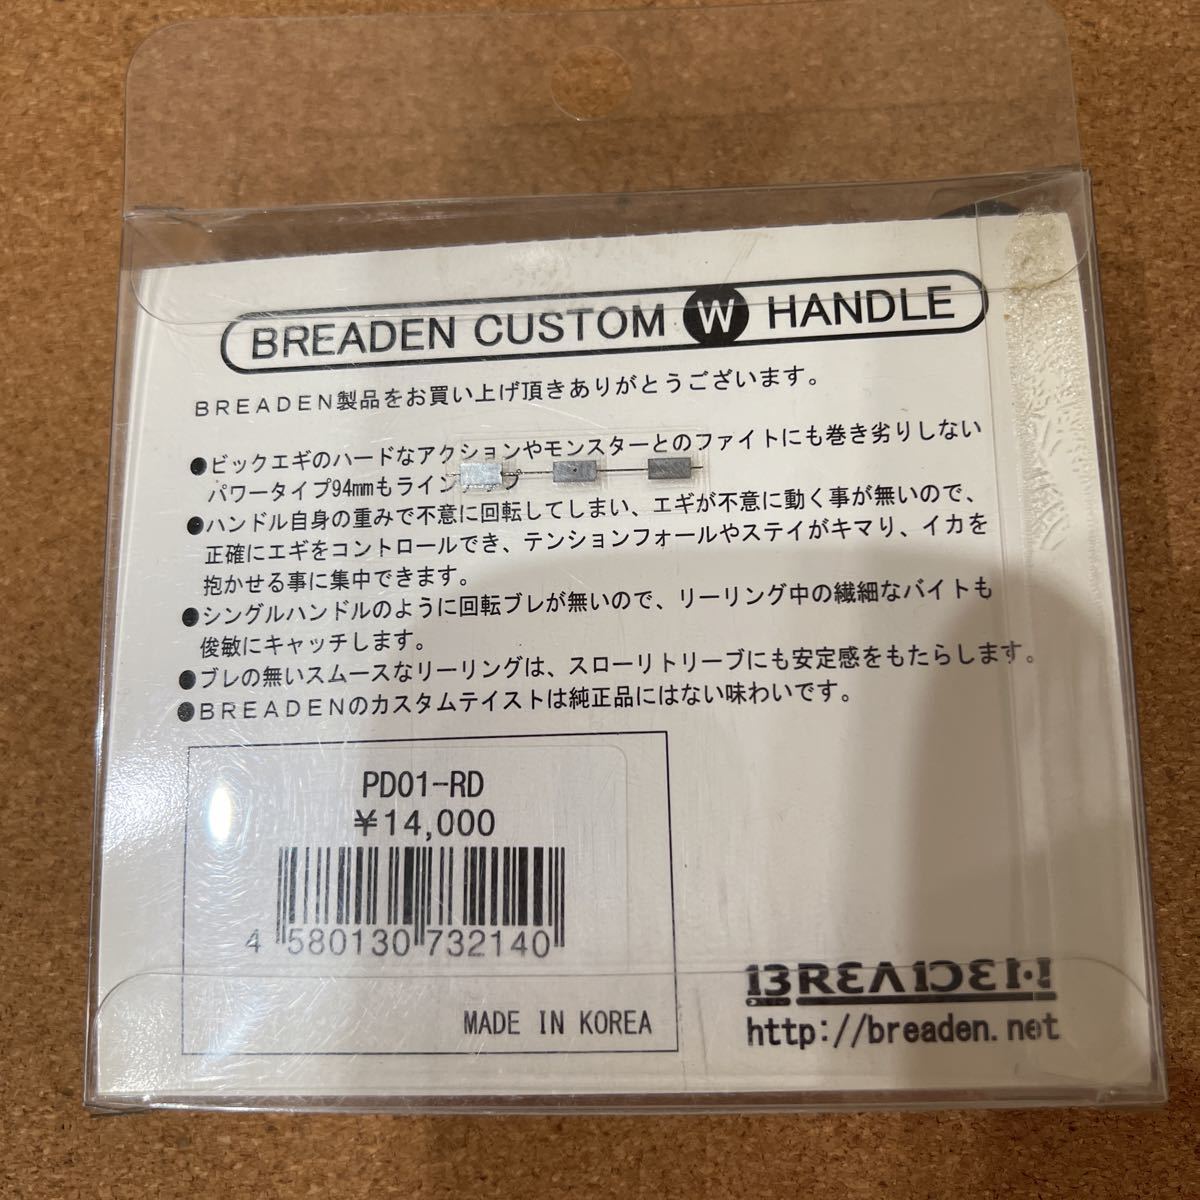 BREADEN CUSTOM W HANDLE
BREADEN製品をお買い上げ頂きありがとうございます。
●ビックエギのハードなアクションやモンスターとのファイトにも巻き劣りしない
パワータイプ94mmもラインナップ
●ハンドル自身の重みで不意に回転してしまい、エギが不意に動く事が無いので、
正確にエギをコントロールでき、テンションフォールやステイがキマり、イカを
抱かせる事に集中できます。
●シングルハンドルのように回転ブレが無いので、リーリング中の繊細なバイトも
俊敏にキャッチします。
●ブレの無いスムースなリーリングは、スローリトリーブにも安定感をもたらします。
●BREADENのカスタムテイストは純正品にはない味わいです。
PD01-RD
¥14,000
4 580130 732140
MADE IN KOREA
BREADEN
http://breaden.net